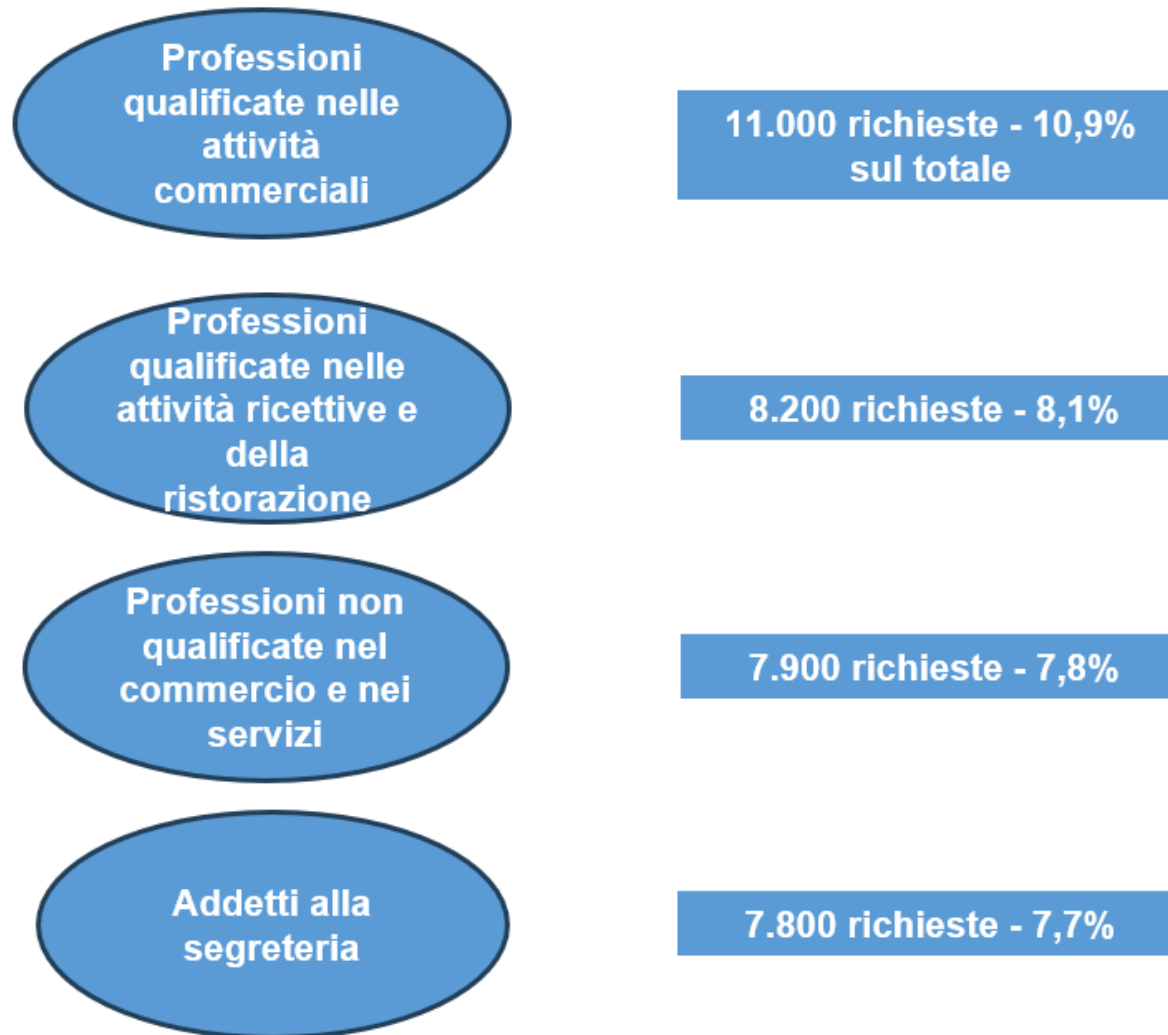 Professioni
qualificate nelle
attività
commerciali
11.000 richieste - 10,9%
sul totale
Professioni
qualificate nelle
attività ricettive e
della
ristorazione
8.200 richieste - 8,1%
Professioni non
qualificate nel
commercio e nei
servizi
7.900 richieste - 7,8%
Addetti alla
segreteria
7.800 richieste - 7,7%